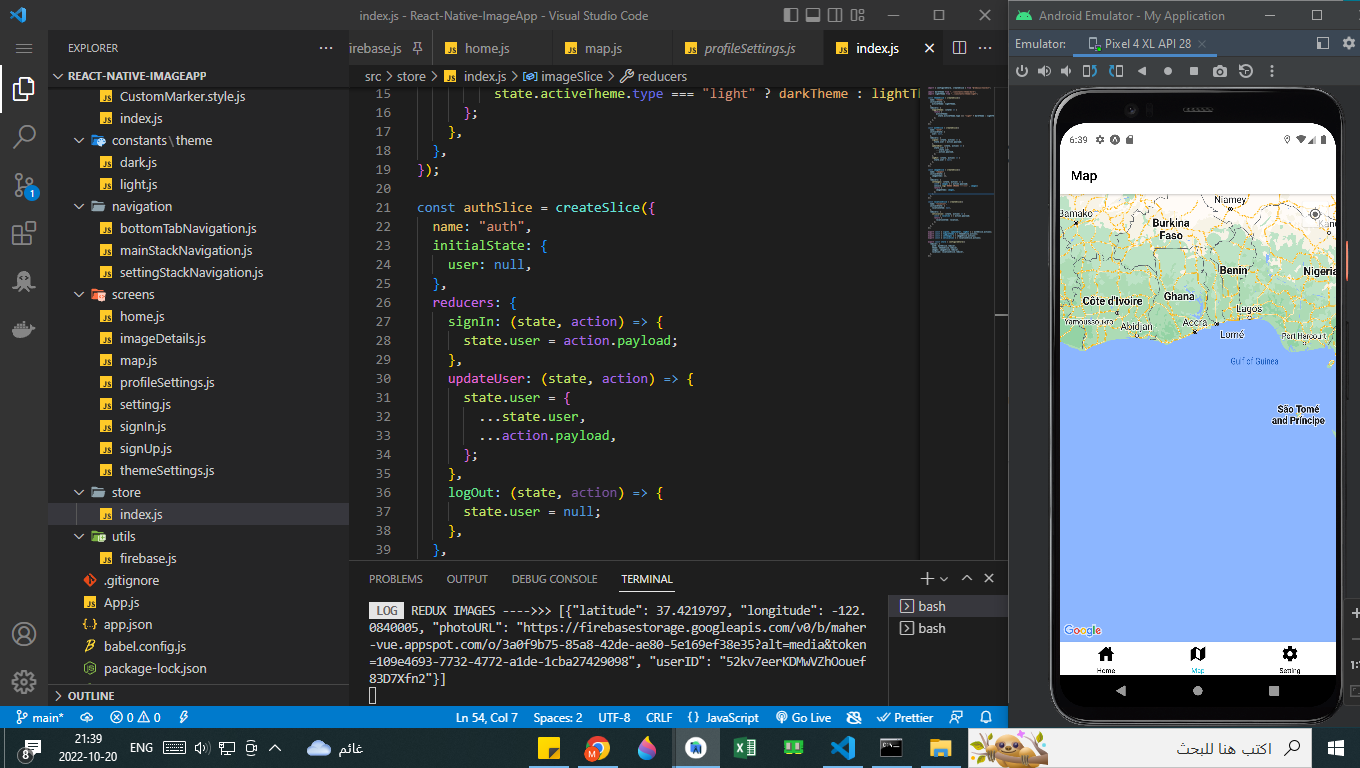 index.js - React-Native-ImageApp - Visual Studio Code
EXPLORER
REACT-NATIVE-IMAGEAPP
CustomMarker.style.js
index.js
constants\theme
dark.js
light.js
navigation
bottomTabNavigation.js
mainStackNavigation.js
settingStackNavigation.js
screens
home.js
imageDetails.js
map.js
profileSettings.js
setting.js
signIn.js
signUp.js
themeSettings.js
store
index.js
utils
firebase.js
.gitignore
App.js
app.json
babel.config.js
package-lock.json
OUTLINE
1
irebase.js
home.js
map.js
profileSettings.js
index.js
src > store > index.js > imageSlice > reducers
15 state.activeTheme.type === "light" ? darkTheme : lightTh
16 };
17 },
18 },
19 });
20
21 const authSlice = createSlice({
22 name: "auth",
23 initialState: {
24 user: null,
25 },
26 reducers: {
27 signIn: (state, action) => {
28 state.user = action.payload;
29 },
30 updateUser: (state, action) => {
31 state.user = {
32 ...state.user,
33 ...action.payload,
34 };
35 },
36 logOut: (state, action) => {
37 state.user = null;
38 },
39 },
PROBLEMS OUTPUT DEBUG CONSOLE TERMINAL
LOG REDUX IMAGES ---->>> [{"latitude": 37.4219797, "longitude": -122.
0840005, "photoURL": "https://firebasestorage.googleapis.com/v0/b/maher
-vue.appspot.com/o/3a0f9b75-85a8-42de-ae80-5e169ef38e35?alt=media&token
=109e4693-7732-4772-a1de-1cba27429098", "userID": "52kv7eerKDMwVZhOouef
83D7Xfn2"}]
bash
bash
main* 0 0 Ln 54, Col 7 Spaces: 2 UTF-8 CRLF {} JavaScript Go Live Prettier
Android Emulator - My Application
Emulator: Pixel 4 XL API 28
6:39
Map
Niamey
Bamako
Burkina
Faso
Kano
Benin
Nigeria
Ghana
Côte d'Ivoire
Lagos
Yamoussoukro
Abidjan
Accra
Lomé
Port Harcourt
Gulf of Guinea
São Tomé
and Príncipe
Google
Home
Map
Setting
1:1
8
21:39
2022-10-20
ENG
غائم
اكتب هنا للبحث